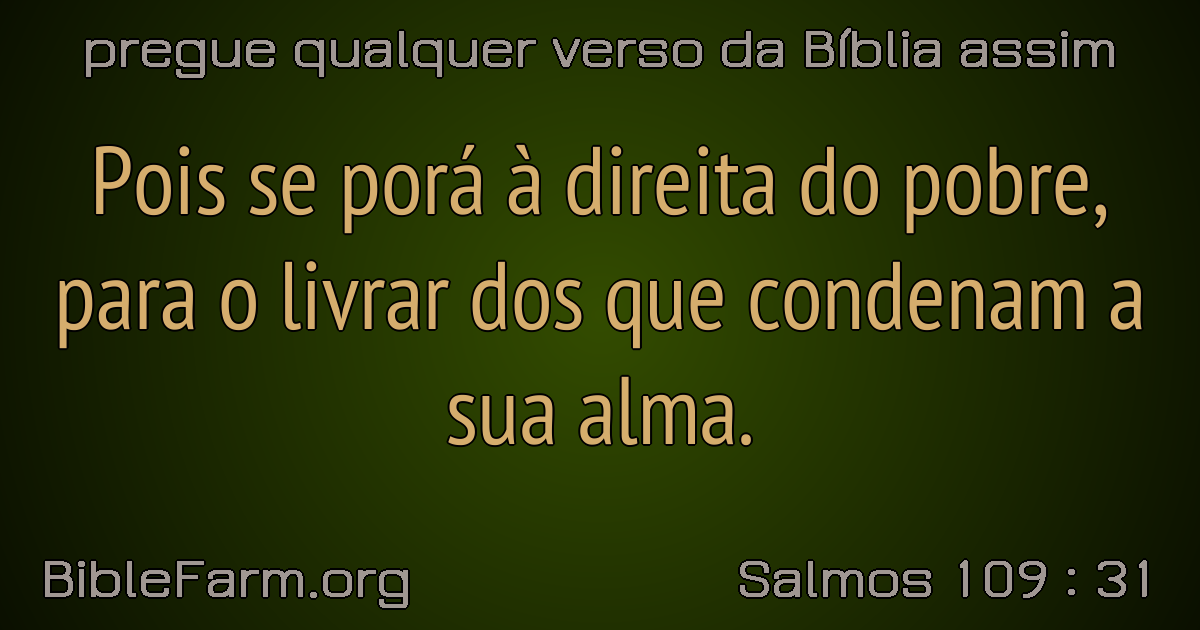 pregue qualquer verso da Bíblia assim
Pois se porá à direita do pobre,
para o livrar dos que condenam a
sua alma.
BibleFarm.org
Salmos 109 : 31